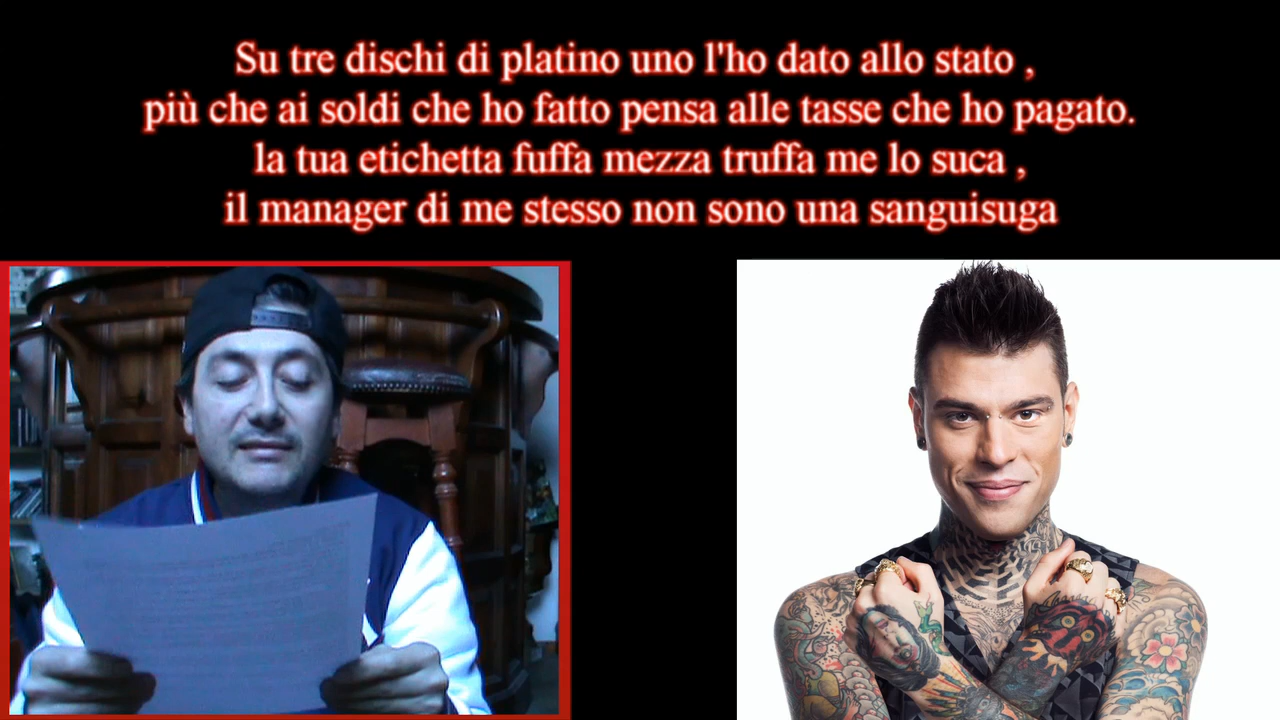 Su tre dischi di platino uno l'ho dato allo stato ,
più che ai soldi che ho fatto pensa alle tasse che ho pagato.
la tua etichetta fuffa mezza truffa me lo suca ,
il manager di me stesso non sono una sanguisuga